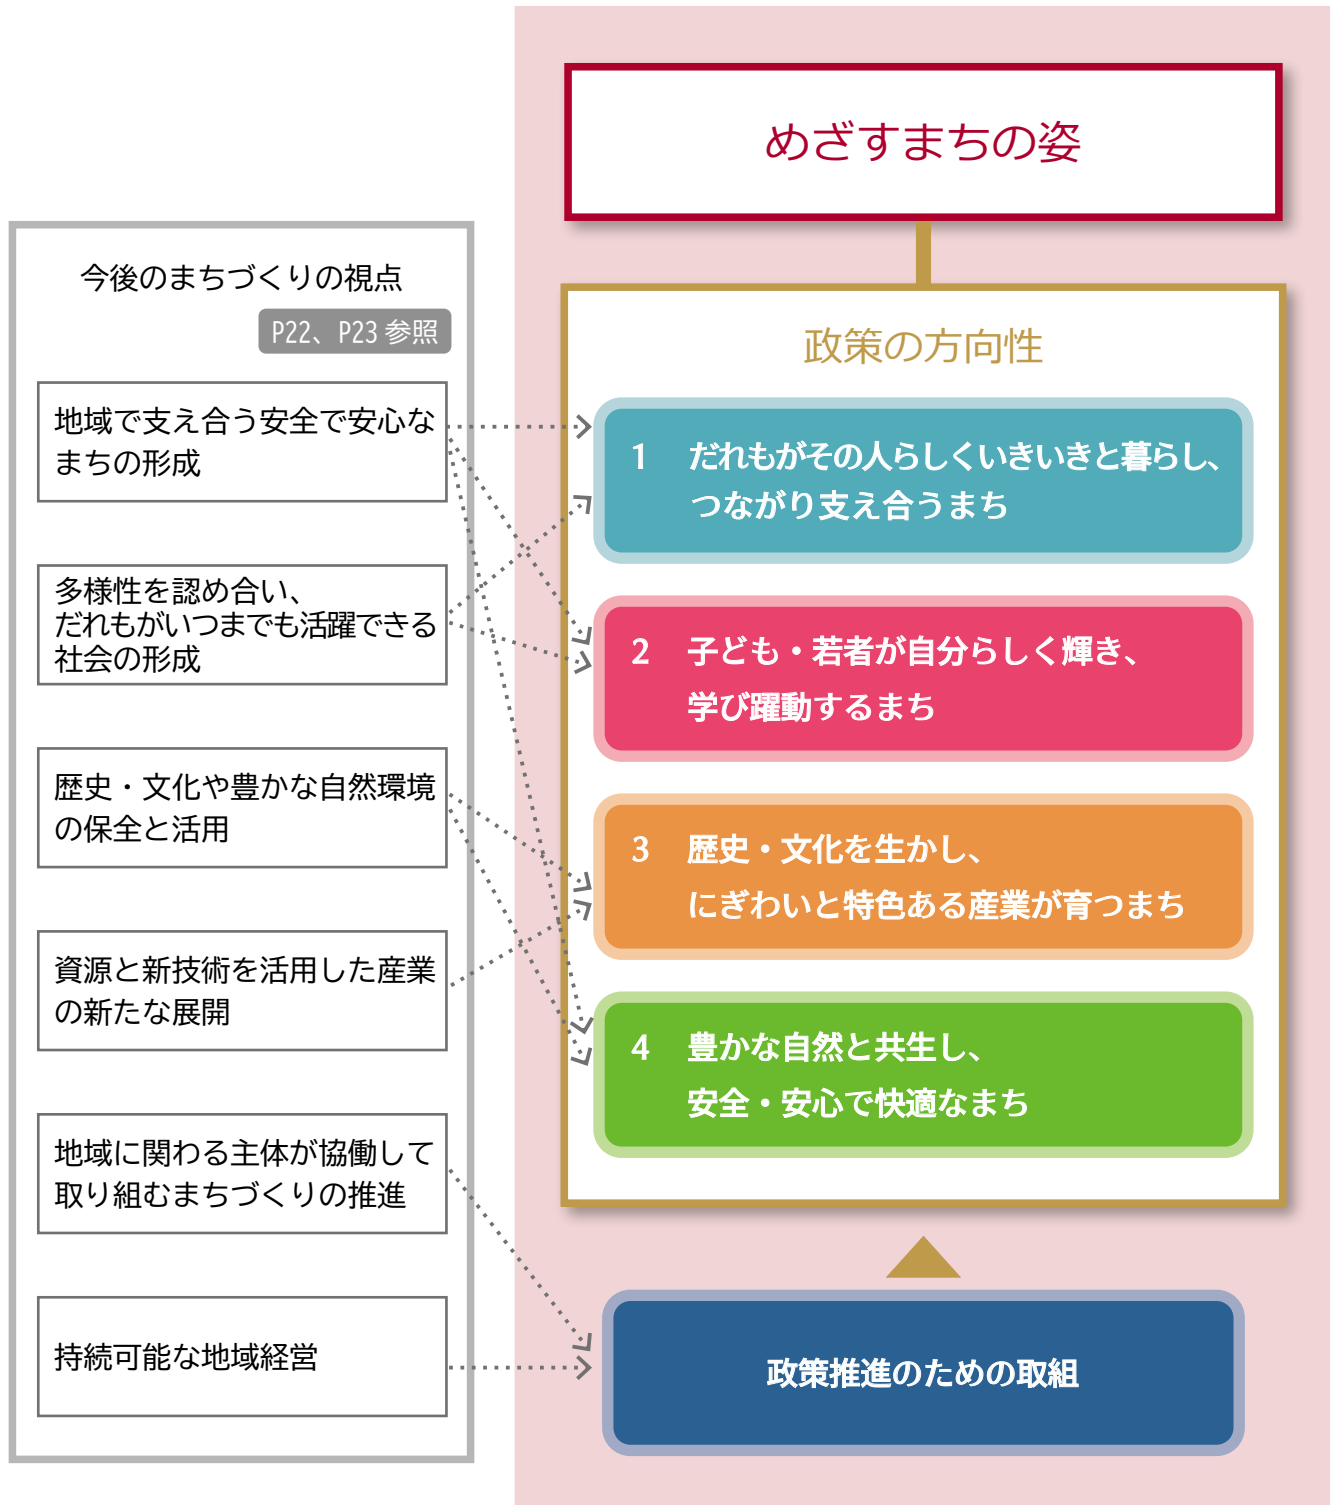 めざすまちの姿
今後のまちづくりの視点
P22、P23 参照
地域で支え合う安全で安心な
まちの形成
多様性を認め合い、
だれもがいつまでも活躍できる
社会の形成
歴史・文化や豊かな自然環境
の保全と活用
資源と新技術を活用した産業
の新たな展開
地域に関わる主体が協働して
取り組むまちづくりの推進
持続可能な地域経営
政策の方向性
1 だれもがその人らしくいきいきと暮らし、
つながり支え合うまち
2 子ども・若者が自分らしく輝き、
学び躍動するまち
3 歴史・文化を生かし、
にぎわいと特色ある産業が育つまち
4 豊かな自然と共生し、
安全・安心で快適なまち
政策推進のための取組